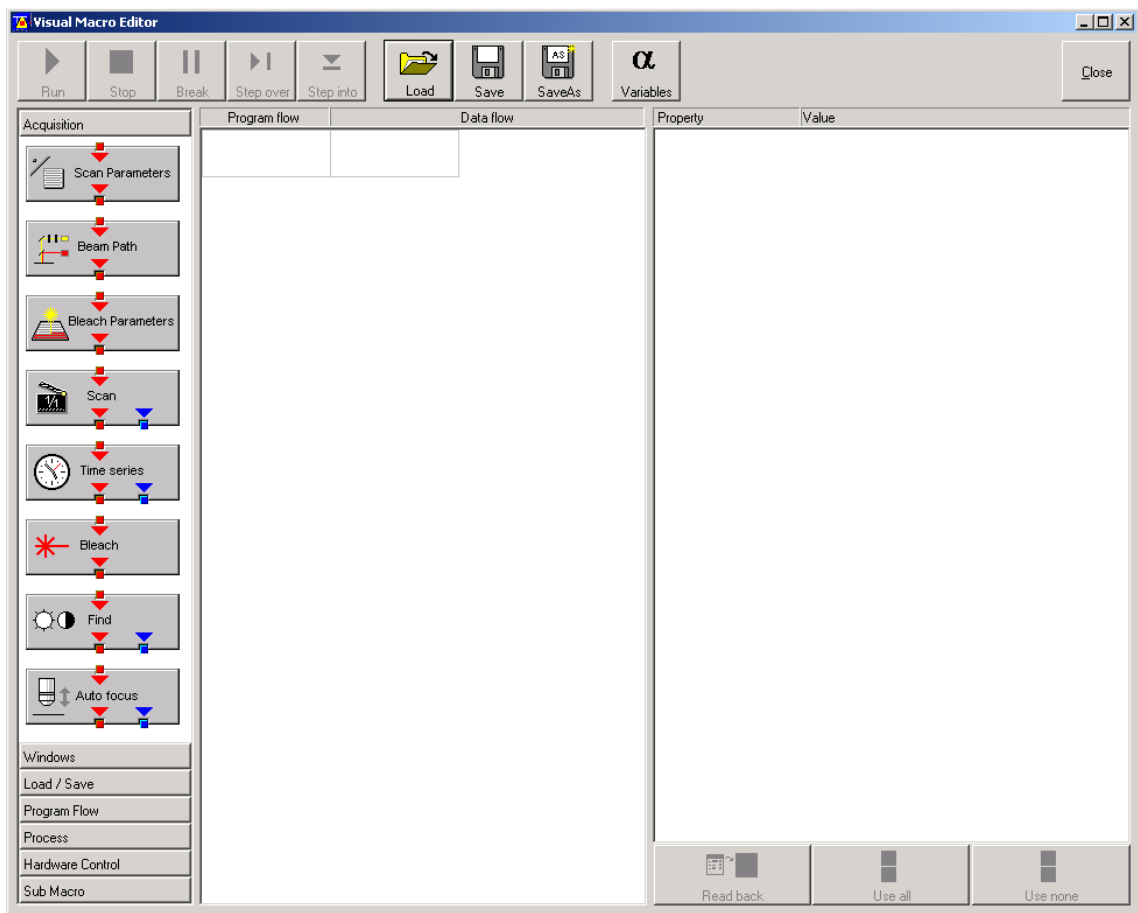 Visual Macro Editor
Run Stop Break Step over Step into Load Save AS SaveAs α Variables Close
Acquisition Program flow Data flow Property Value
Scan Parameters
Beam Path
Bleach Parameters
1/1 Scan
Time series
Bleach
Find
Auto focus
Windows
Load / Save
Program Flow
Process
Hardware Control
Sub Macro
Read back Use all Use none